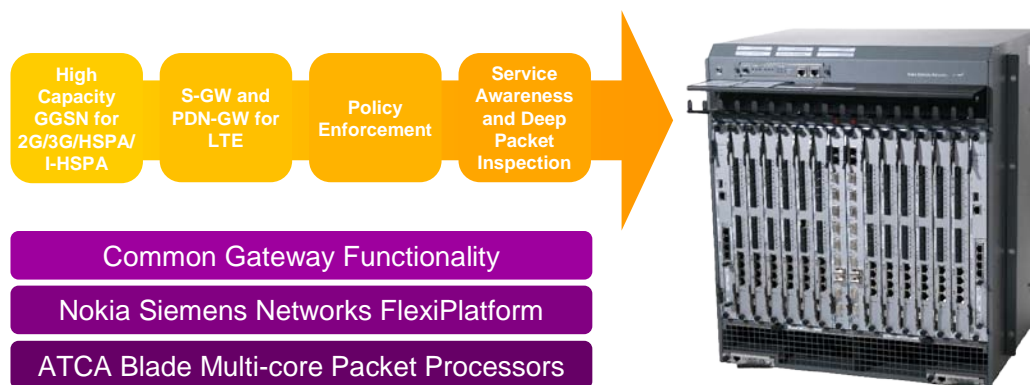 High
Capacity
GGSN for
2G/3G/HSPA/
I-HSPA
S-GW and
PDN-GW for
LTE
Policy
Enforcement
Service
Awareness
and Deep
Packet
Inspection
Common Gateway Functionality
Nokia Siemens Networks FlexiPlatform
ATCA Blade Multi-core Packet Processors